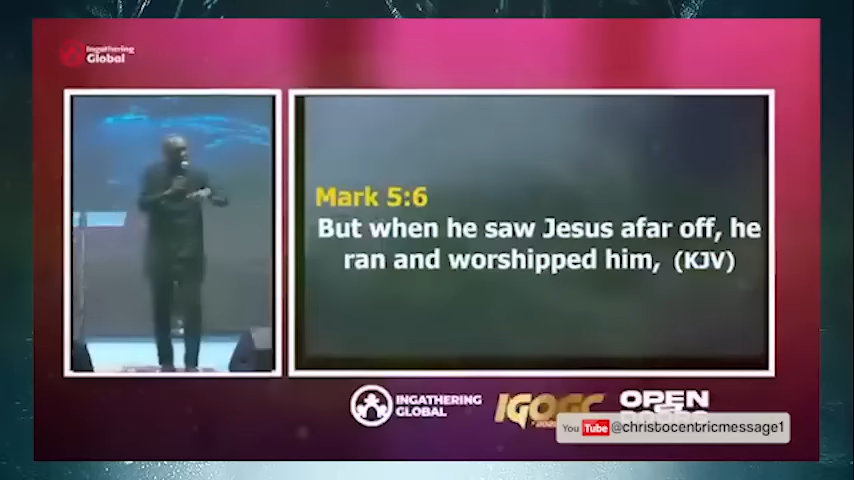 Ingathering
Global
Mark 5:6
But when he saw Jesus afar off, he
ran and worshipped him, (KJV)
INGATHERING
GLOBAL
IGOGC
OPEN
You Tube @christocentricmessage1